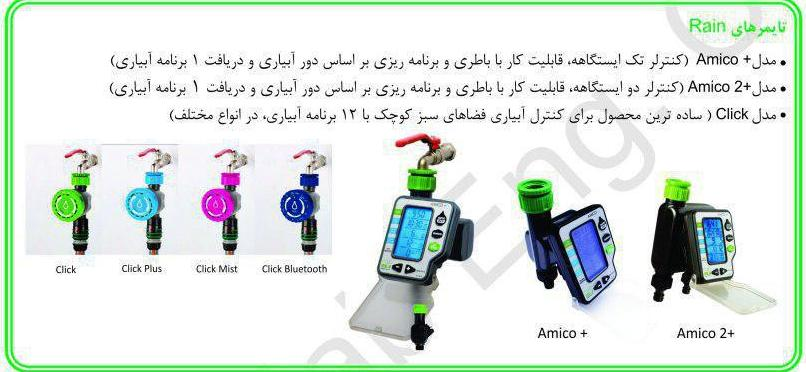 تایمرهای Rain
• مدل+ Amico (کنترلر تک ایستگاهه، قابلیت کار با باطری و برنامه ریزی بر اساس دور آبیاری و دریافت ۱ برنامه آبیاری)
• مدل+Amico 2 (کنترلر دو ایستگاهه، قابلیت کار با باطری و برنامه ریزی بر اساس دور آبیاری و دریافت ۱ برنامه آبیاری)
• مدل Click ( ساده ترین محصول برای کنترل آبیاری فضاهای سبز کوچک با ۱۲ برنامه آبیاری، در انواع مختلف)
Click Click Plus Click Mist Click Bluetooth
Amico + Amico 2+